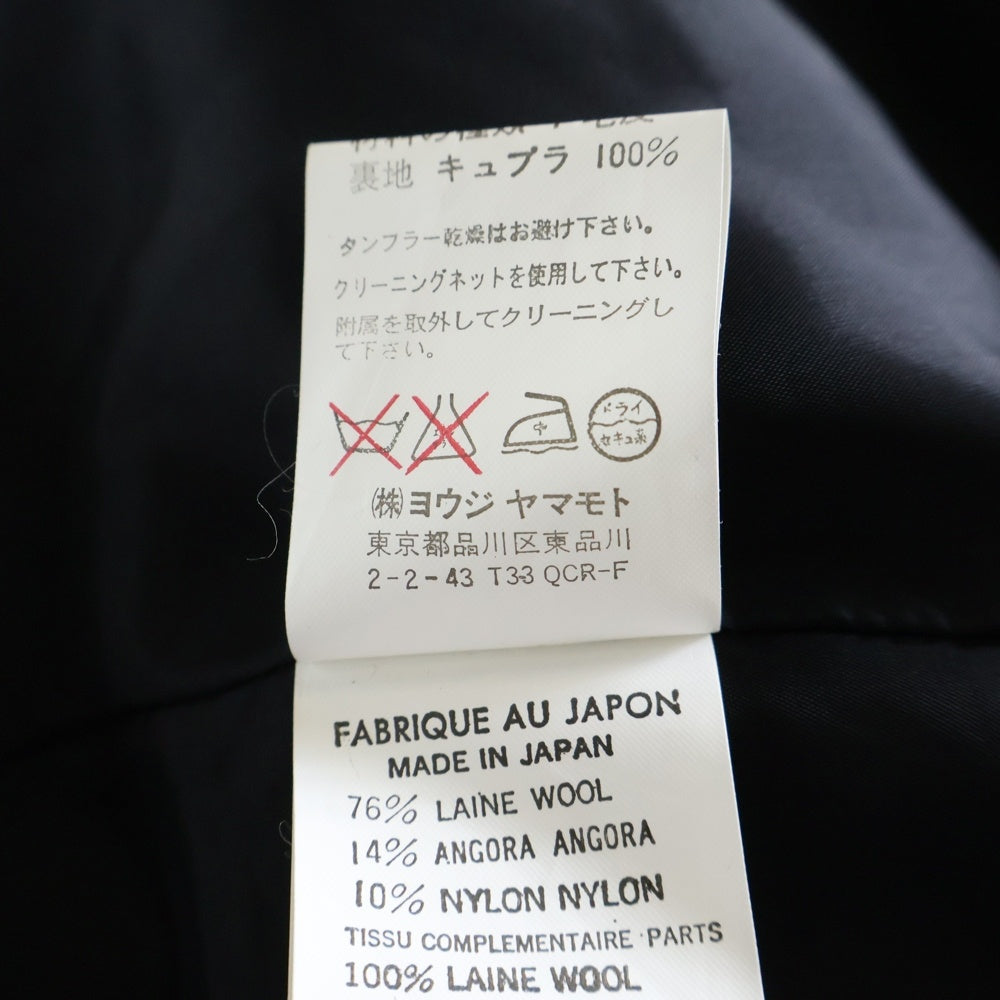 裏地 キュプラ 100%
タンブラー乾燥はお避け下さい。
クリーニングネットを使用して下さい。
附属を取外してクリーニングし
て下さい。
中
ドライ
セキユ系
㈱ヨウジ ヤマモト
東京都品川区東品川
2-2-43 T33 QCR-F
FABRIQUE AU JAPON
MADE IN JAPAN
76% LAINE WOOL
14% ANGORA ANGORA
10% NYLON NYLON
TISSU COMPLEMENTAIRE PARTS
100% LAINE WOOL